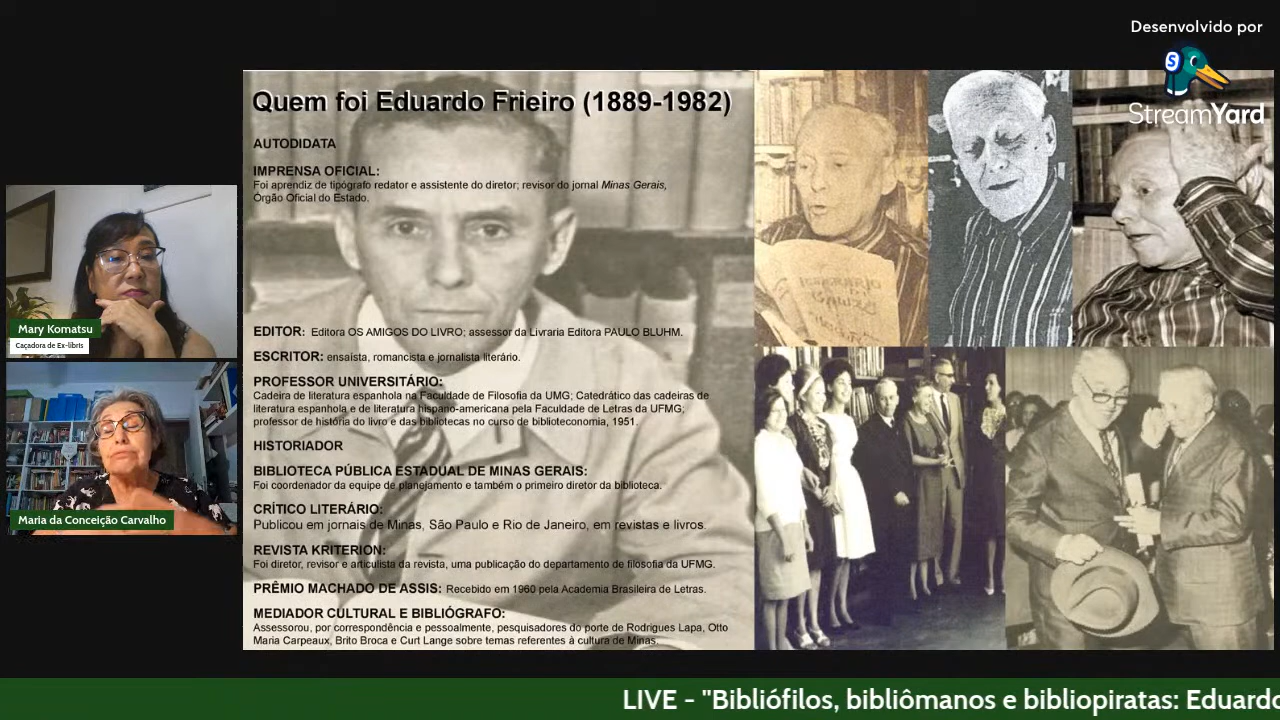 Desenvolvido por
StreamYard
Quem foi Eduardo Frieiro (1889-1982)
AUTODIDATA
IMPRENSA OFICIAL:
Foi aprendiz de tipógrafo redator e assistente do diretor; revisor do jornal Minas Gerais,
Orgão Oficial do Estado.
EDITOR: Editora OS AMIGOS DO LIVRO; assessor da Livraria Editora PAULO BLUHM.
ESCRITOR: ensaísta, romancista e jornalista literário.
PROFESSOR UNIVERSITÁRIO:
Cadeira de literatura espanhola na Faculdade de Filosofia da UMG; Catedrático das cadeiras de
literatura espanhola e de literatura hispano-americana pela Faculdade de Letras da UFMG;
professor de história do livro e das bibliotecas no curso de biblioteconomia, 1951.
HISTORIADOR
BIBLIOTECA PÚBLICA ESTADUAL DE MINAS GERAIS:
Foi coordenador da equipe de planejamento e também o primeiro diretor da biblioteca.
CRÍTICO LITERÁRIO:
Publicou em jornais de Minas, São Paulo e Rio de Janeiro, em revistas e livros.
REVISTA KRITERION:
Foi diretor, revisor e articulista da revista, uma publicação do departamento de filosofia da UFMG.
PRÊMIO MACHADO DE ASSIS: Recebido em 1960 pela Academia Brasileira de Letras.
MEDIADOR CULTURAL E BIBLIÓGRAFO:
Assessorou, por correspondência e pessoalmente, pesquisadores do porte de Rodrigues Lapa, Otto
Maria Carpeaux, Brito Broca e Curt Lange sobre temas referentes à cultura de Minas.
Mary Komatsu
Caçadora de Ex-libris
Maria da Conceição Carvalho
LIVE - "Bibliófilos, bibliômanos e bibliopiratas: Eduardo